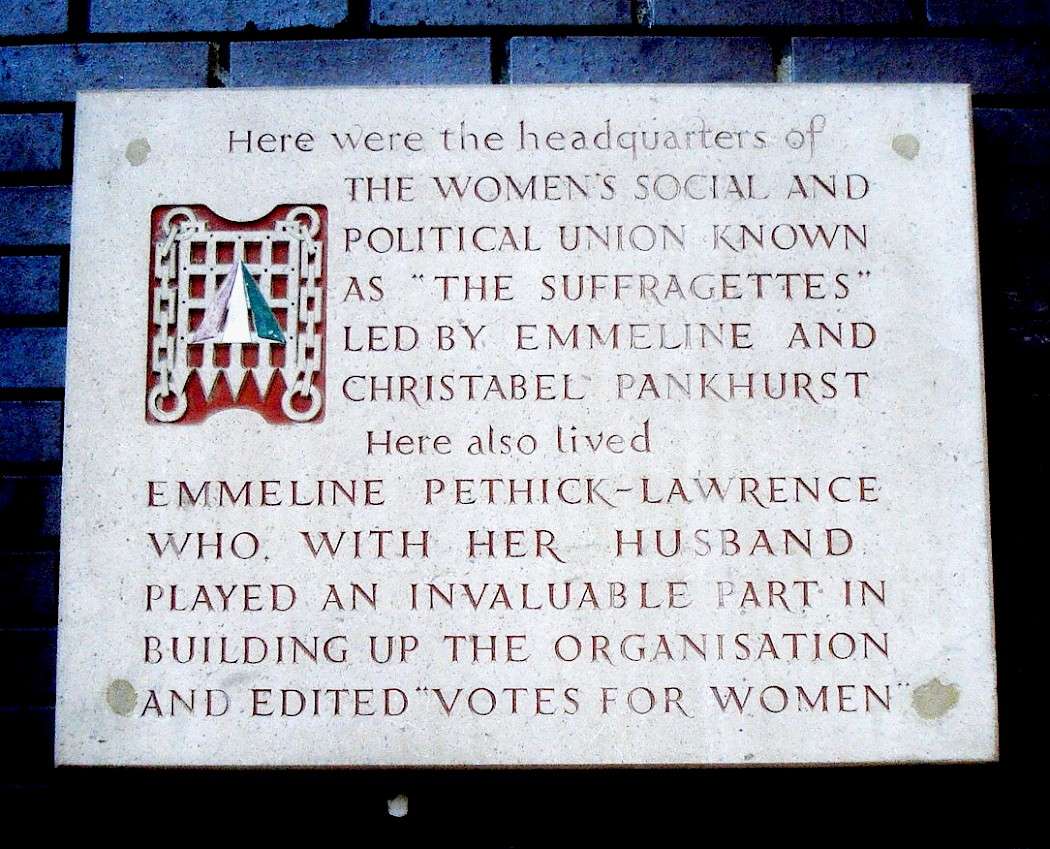 Here were the headquarters of
THE WOMEN'S SOCIAL AND
POLITICAL UNION KNOWN
AS "THE SUFFRAGETTES"
LED BY EMMELINE AND
CHRISTABEL PANKHURST
Here also lived
EMMELINE PETHICK-LAWRENCE
WHO, WITH HER HUSBAND
PLAYED AN INVALUABLE PART IN
BUILDING UP THE ORGANISATION
AND EDITED "VOTES FOR WOMEN"